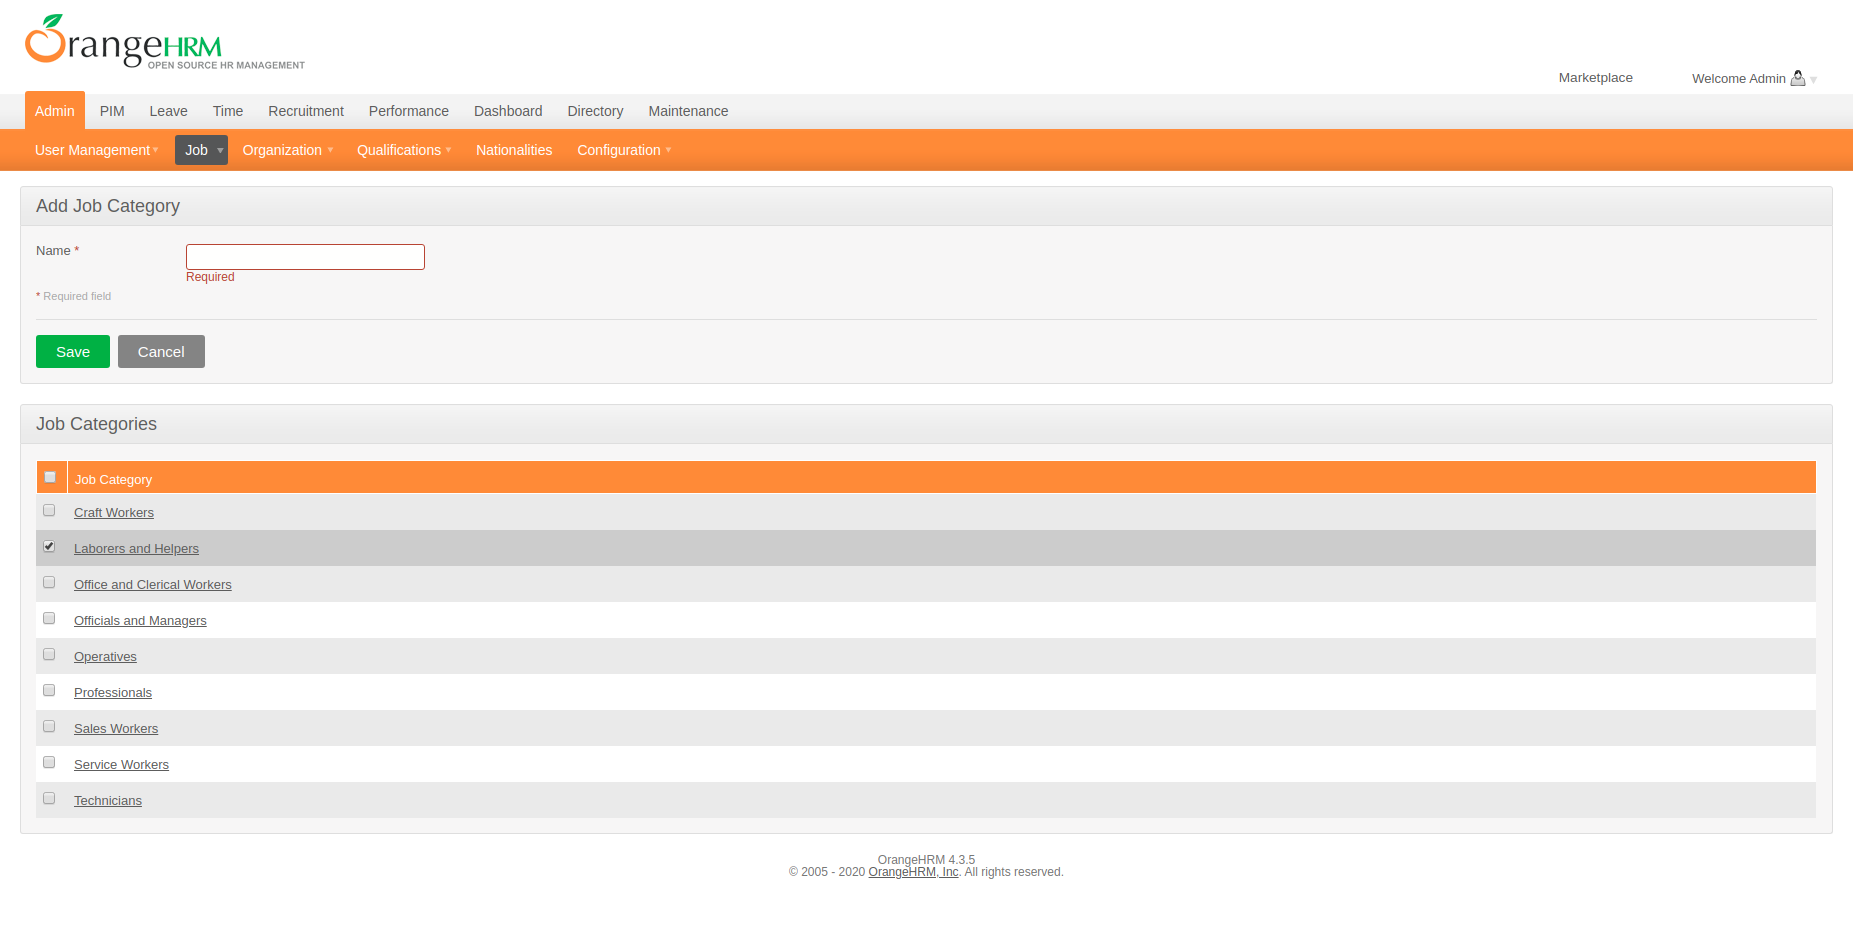 OrangeHRM
OPEN SOURCE HR MANAGEMENT
Marketplace
Welcome Admin
Admin PIM Leave Time Recruitment Performance Dashboard Directory Maintenance
User Management Job Organization Qualifications Nationalities Configuration
Add Job Category
Name *
Required
* Required field
Save Cancel
Job Categories
Job Category
Craft Workers
Laborers and Helpers
Office and Clerical Workers
Officials and Managers
Operatives
Professionals
Sales Workers
Service Workers
Technicians
OrangeHRM 4.3.5
© 2005 - 2020 OrangeHRM, Inc. All rights reserved.